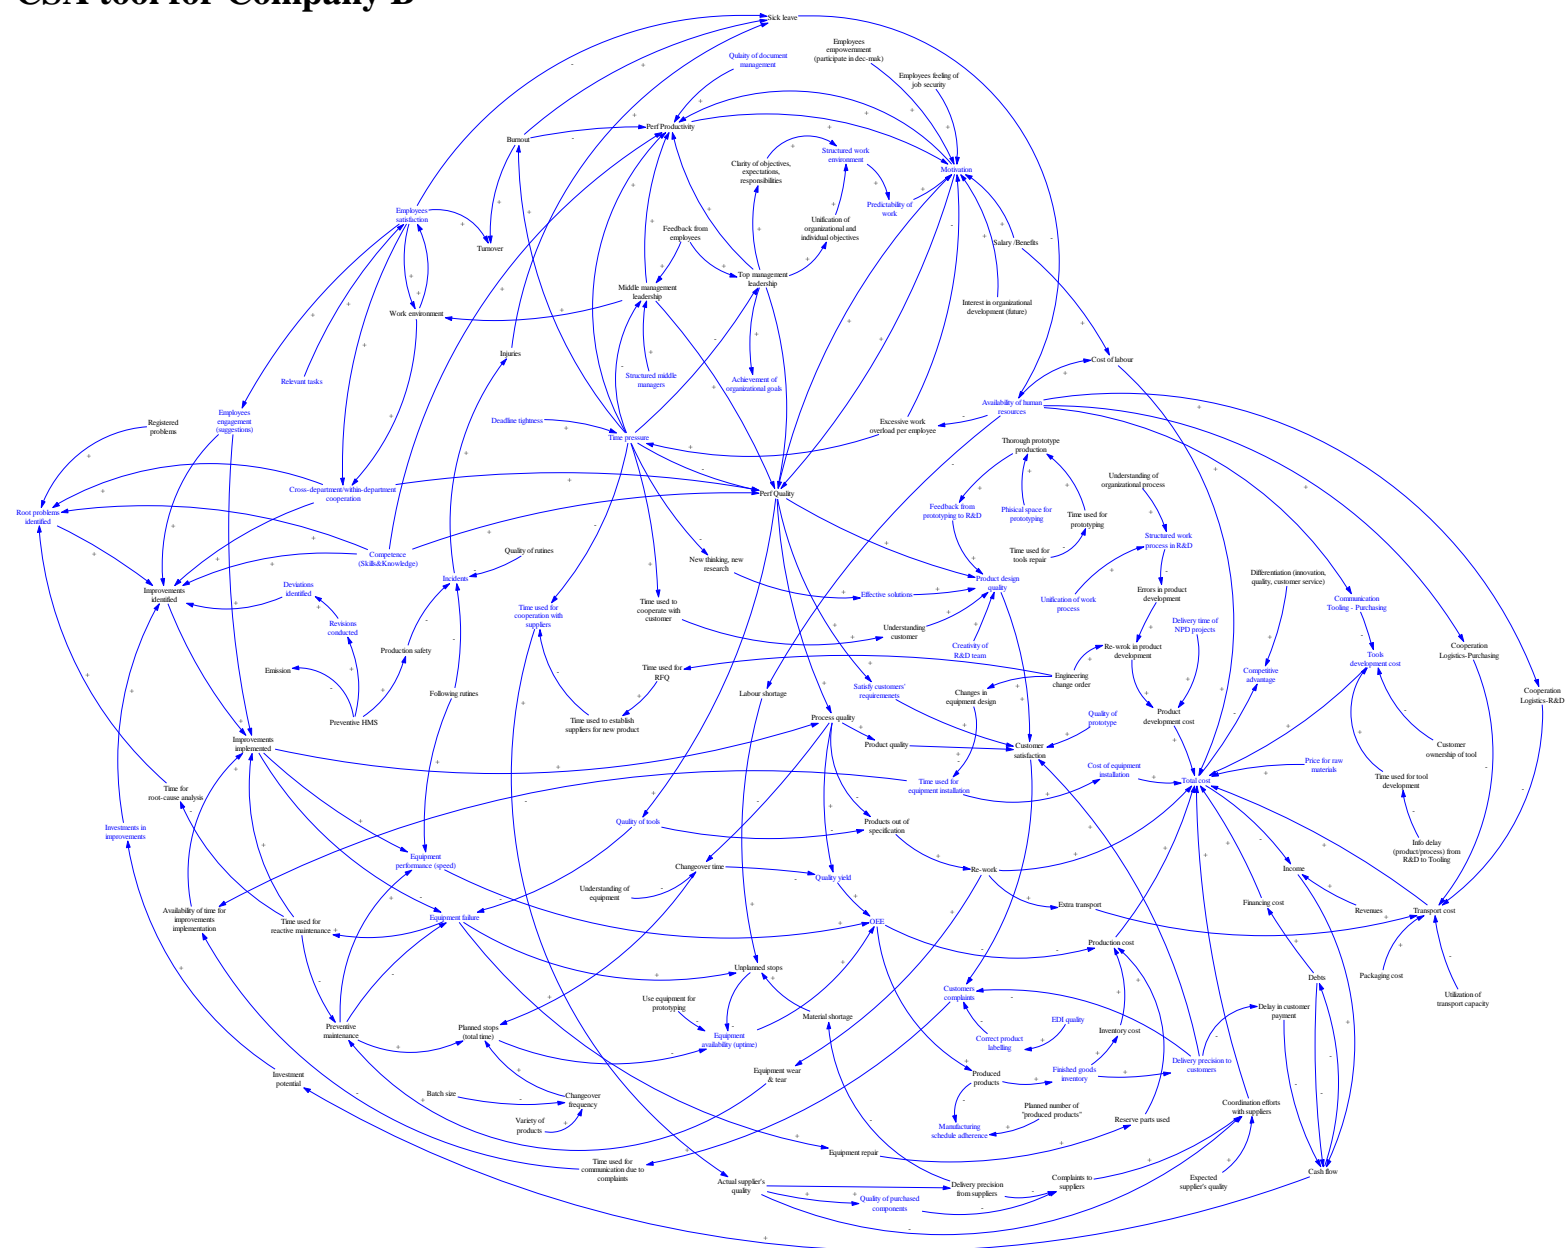 CSA tool for Company B
Sick leave
Employees
empowernment
(participate in dec-mak)
Qulaity of document
management
Employees feeling of
job security
Burnout
Perf Productivity
Clarity of objectives,
expectations,
responsibilities
Structured work
environment
Motivation
Predictability of
work
Employees
satisfaction
Turnover
Feedback from
employees
Unification of
organizational and
individual objectives
Salary /Benefits
Middle management
leadership
Top management
leadership
Work environment
Interest in organizational
development (future)
Injuries
Cost of labour
Relevant tasks
Structured middle
managers
Achievement of
organizational goals
Availability of human
resources
Registered
problems
Employees
engagement
(suggestions)
Deadline tightness
Time pressure
Excessive work
overload per employee
Thorough prototype
production
Understanding of
organizational process
Cross-department/within-department
cooperation
Perf Quality
Root problems
identified
Feedback from
prototyping to R&D
Phisical space for
prototyping
Time used for
prototyping
Structured work
process in R&D
Competence
(Skills&Knowledge)
Quality of rutines
New thinking, new
research
Time used for
tools repair
Improvements
identified
Deviations
identified
Incidents
Product design
quality
Effective solutions
Errors in product
development
Differentiation (innovation,
quality, customer service)
Unification of work
process
Communication
Tooling - Purchasing
Time used for
cooperation with
suppliers
Time used to
cooperate with
customer
Revisions
conducted
Understanding
customer
Delivery time of
NPD projects
Creativity of
R&D team
Re-wrok in product
development
Production safety
Cooperation
Logistics-Purchasing
Tools
development cost
Emission
Time used for
RFQ
Engineering
change order
Competitive
advantage
Following rutines
Labour shortage
Satisfy customers'
requiremenets
Changes in
equipment design
Cooperation
Logistics-R&D
Preventive HMS
Time used to establish
suppliers for new product
Process quality
Quality of
prototype
Product
development cost
Improvements
implemented
Product quality
Customer
satisfaction
Customer
ownership of tool
Cost of equipment
installation
Total cost
Price for raw
materials
Time used for tool
development
Time for
root-cause analysis
Time used for
equipment installation
Investments in
improvements
Qaulity of tools
Products out of
specification
Info delay
(product/process) from
R&D to Tooling
Equipment
performance (speed)
Changeover time
Quality yield
Re-work
Income
Understanding of
equipment
Availability of time for
improvements
implementation
Time used for
reactive maintenance
Equipment failure
OEE
Extra transport
Financing cost
Revenues
Transport cost
Production cost
Unplanned stops
Debts
Packaging cost
Utilization of
transport capacity
Use equipment for
prototyping
Customers
complaints
Delay in customer
payment
Preventive
maintenance
Planned stops
(total time)
Equipment
availability (uptime)
Material shortage
EDI quality
Correct product
labelling
Inventory cost
Investment
potential
Equipment wear
& tear
Produced
products
Finished goods
inventory
Delivery precision to
customers
Batch size
Changeover
frequency
Variety of
products
Planned number of
"produced products"
Manufacturing
schedule adherence
Reserve parts used
Coordination efforts
with suppliers
Equipment repair
Time used for
communication due to
complaints
Actual supplier's
quality
Delivery precision
from suppliers
Complaints to
suppliers
Expected
supplier's quality
Cash flow
Quality of purchased
components